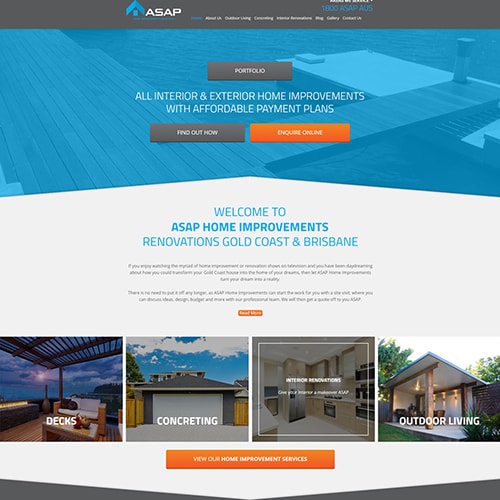 AREAS WE SERVICE
ASAP
1800 ASAP AUS
Home About Us Outdoor Living Concreting Interior Renovations Blog Gallery Contact Us
PORTFOLIO
ALL INTERIOR & EXTERIOR HOME IMPROVEMENTS
WITH AFFORDABLE PAYMENT PLANS
FIND OUT HOW
ENQUIRE ONLINE
WELCOME TO
ASAP HOME IMPROVEMENTS
RENOVATIONS GOLD COAST & BRISBANE
If you enjoy watching the myriad of home improvement or renovation shows on television and you have been daydreaming
about how you could transform your Gold Coast house into the home of your dreams, then let ASAP Home Improvements
turn your dream into a reality.
There is no need to put it off any longer, as ASAP Home Improvements can start the work for you with a site visit, where you
can discuss ideas, design, budget and more with our professional team. We will then get a quote off to you ASAP.
Read More
DECKS
CONCRETING
INTERIOR RENOVATIONS
Give your interior a makeover ASAP
OUTDOOR LIVING
VIEW OUR HOME IMPROVEMENT SERVICES